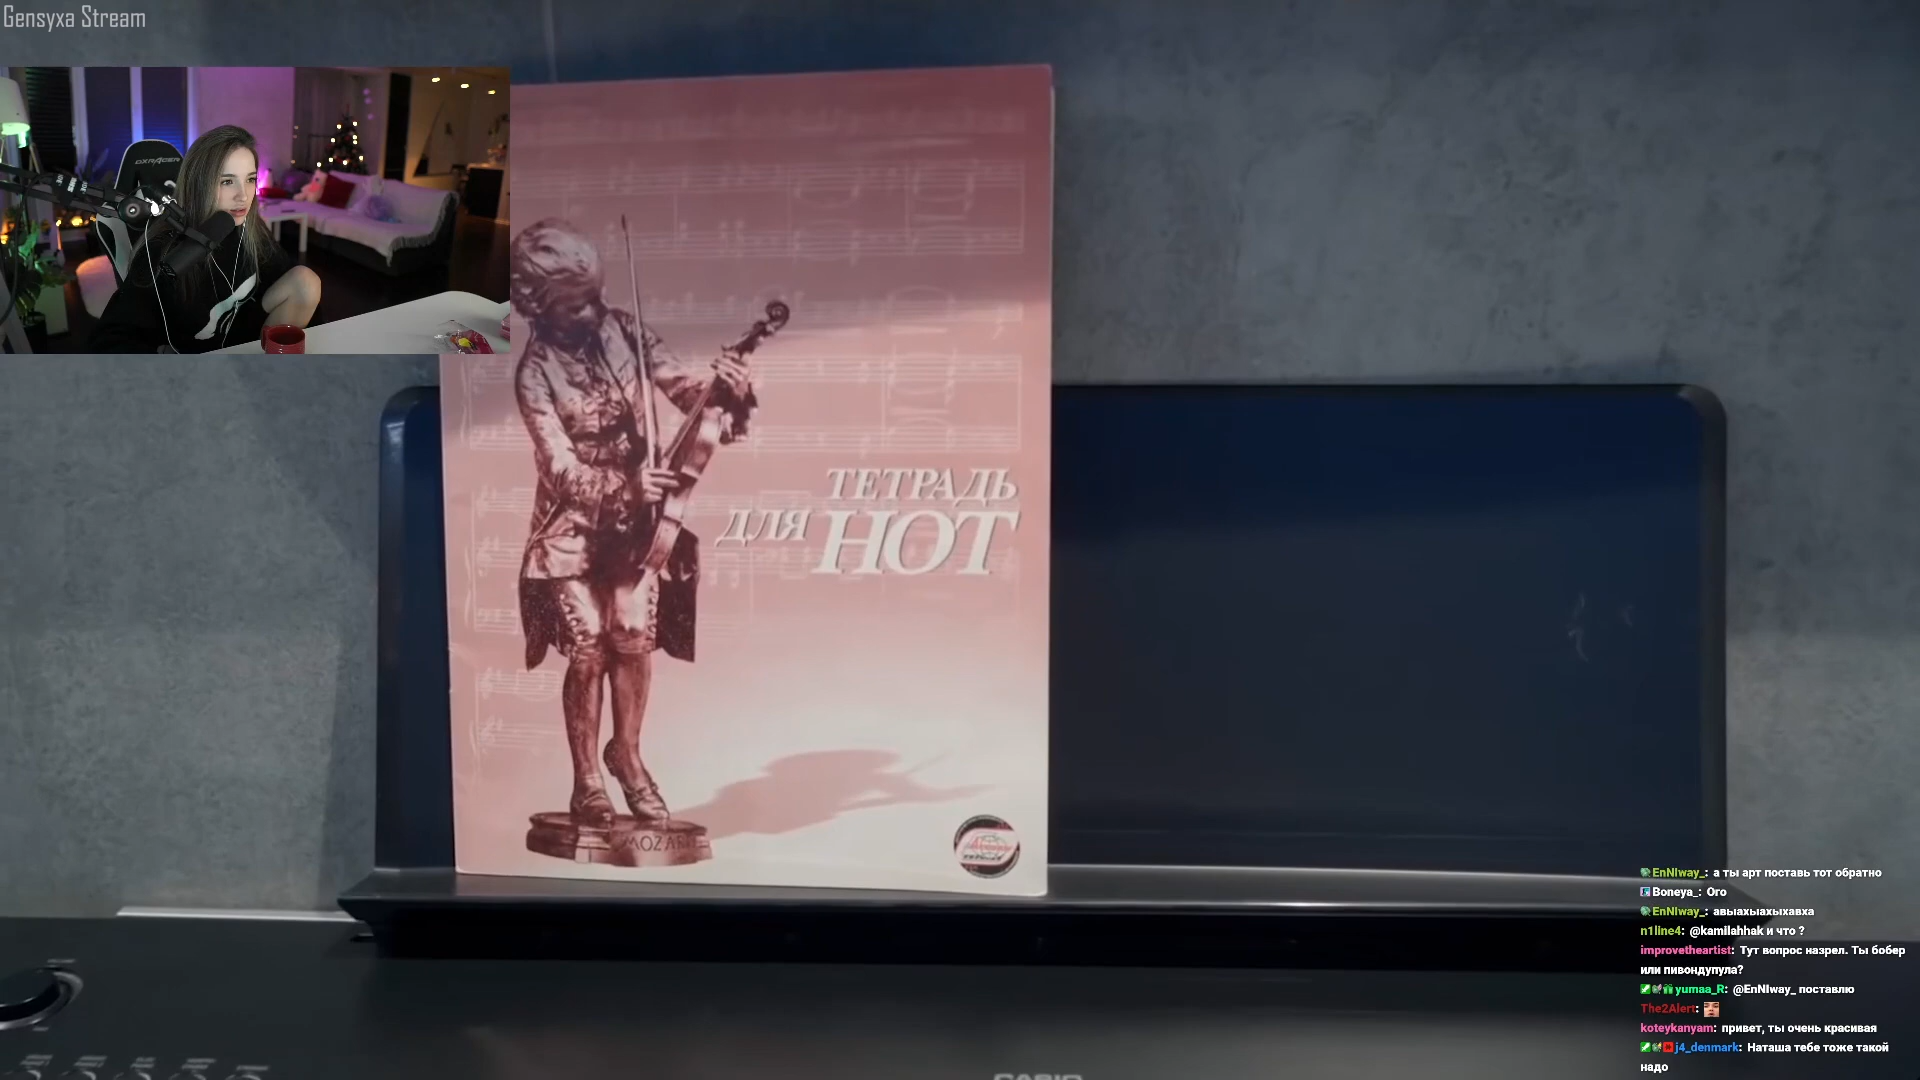 Gensyxa Stream
DXRACER
ТЕТРАДЬ
ДЛЯ НОТ
MOZART
EnNIway_: а ты арт поставь тот обратно
Boneya_: Ого
EnNIway_: авыахыахыхавха
n1line4: @kamilahhak и что ?
improvetheartist: Тут вопрос назрел. Ты бобер
или пивондупула?
yumaa_R: @EnNIway_ поставлю
The2Alert:
koteykanyam: привет, ты очень красивая
j4_denmark: Наташа тебе тоже такой
надо
CASIO